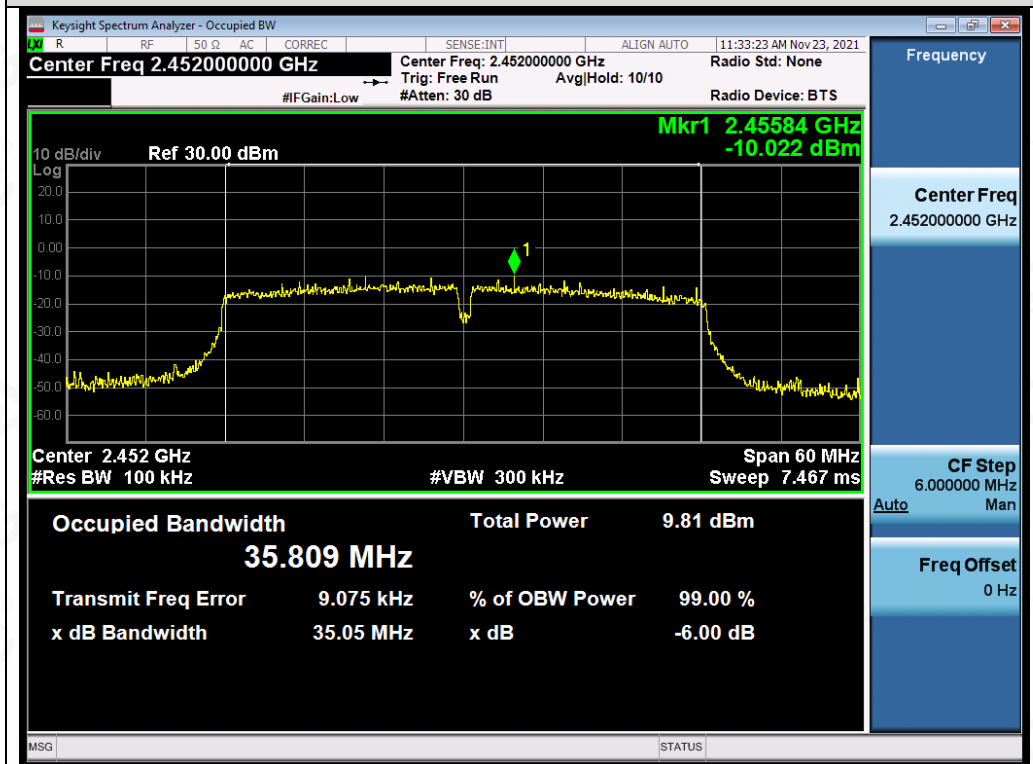 Keysight Spectrum Analyzer - Occupied BW
LXI R RF 50 Ω AC CORREC SENSE:INT ALIGN AUTO 11:33:23 AM Nov 23, 2021
Center Freq 2.452000000 GHz
Center Freq: 2.452000000 GHz
Radio Std: None
Trig: Free Run Avg|Hold: 10/10
#IFGain:Low
#Atten: 30 dB
Radio Device: BTS
Frequency
Mkr1 2.45584 GHz
-10.022 dBm
10 dB/div Ref 30.00 dBm
Log
20.0
10.0
0.00
-10.0
-20.0
-30.0
-40.0
-50.0
-60.0
1
Center 2.452 GHz Span 60 MHz
#Res BW 100 kHz #VBW 300 kHz Sweep 7.467 ms
Occupied Bandwidth Total Power 9.81 dBm
35.809 MHz
Transmit Freq Error 9.075 kHz % of OBW Power 99.00 %
x dB Bandwidth 35.05 MHz x dB -6.00 dB
Center Freq
2.452000000 GHz
CF Step
6.000000 MHz
Auto Man
Freq Offset
0 Hz
MSG STATUS